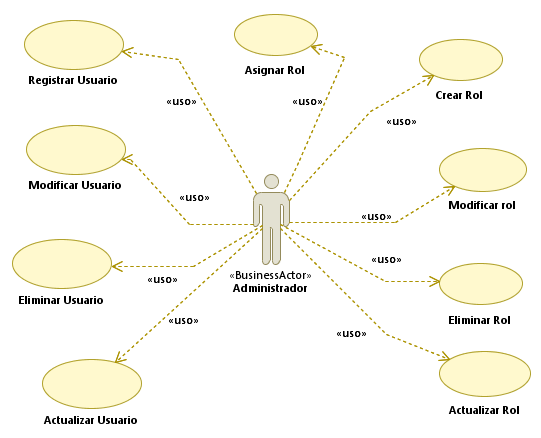 Registrar Usuario
Asignar Rol
Crear Rol
«uso»
«uso»
«uso»
Modificar Usuario
«uso»
Modificar rol
«uso»
Eliminar Usuario
«uso»
«BusinessActor»
Administrador
«uso»
Eliminar Rol
«uso»
«uso»
Actualizar Usuario
Actualizar Rol